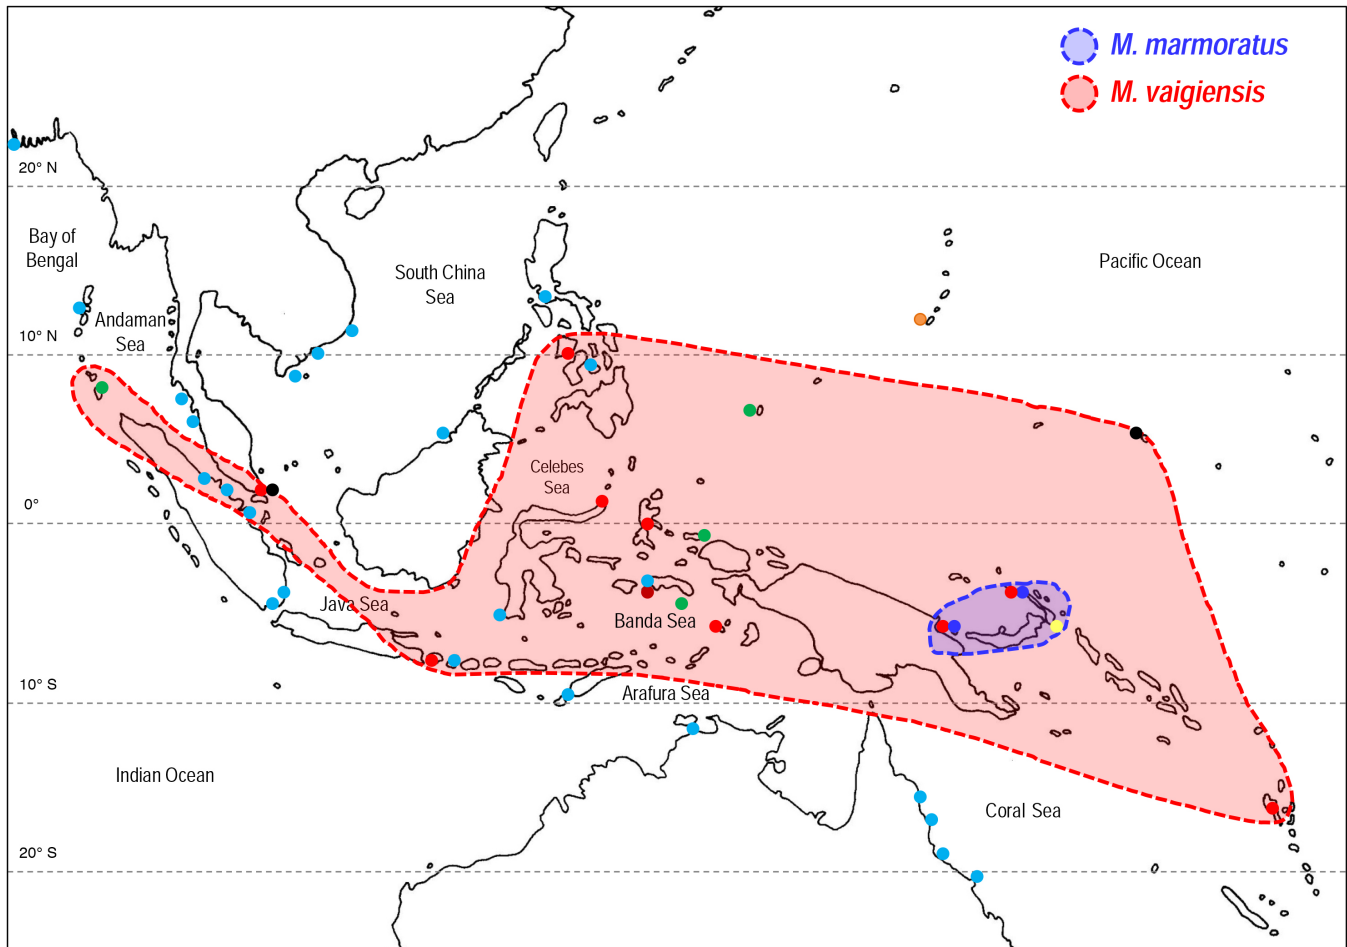 M. marmoratus
M. vaigiensis
20° N
Bay of
Bengal
South China
Sea
Pacific Ocean
Andaman
Sea
10° N
Celebes
Sea
0°
Java Sea
Banda Sea
10° S
Arafura Sea
Indian Ocean
Coral Sea
20° S